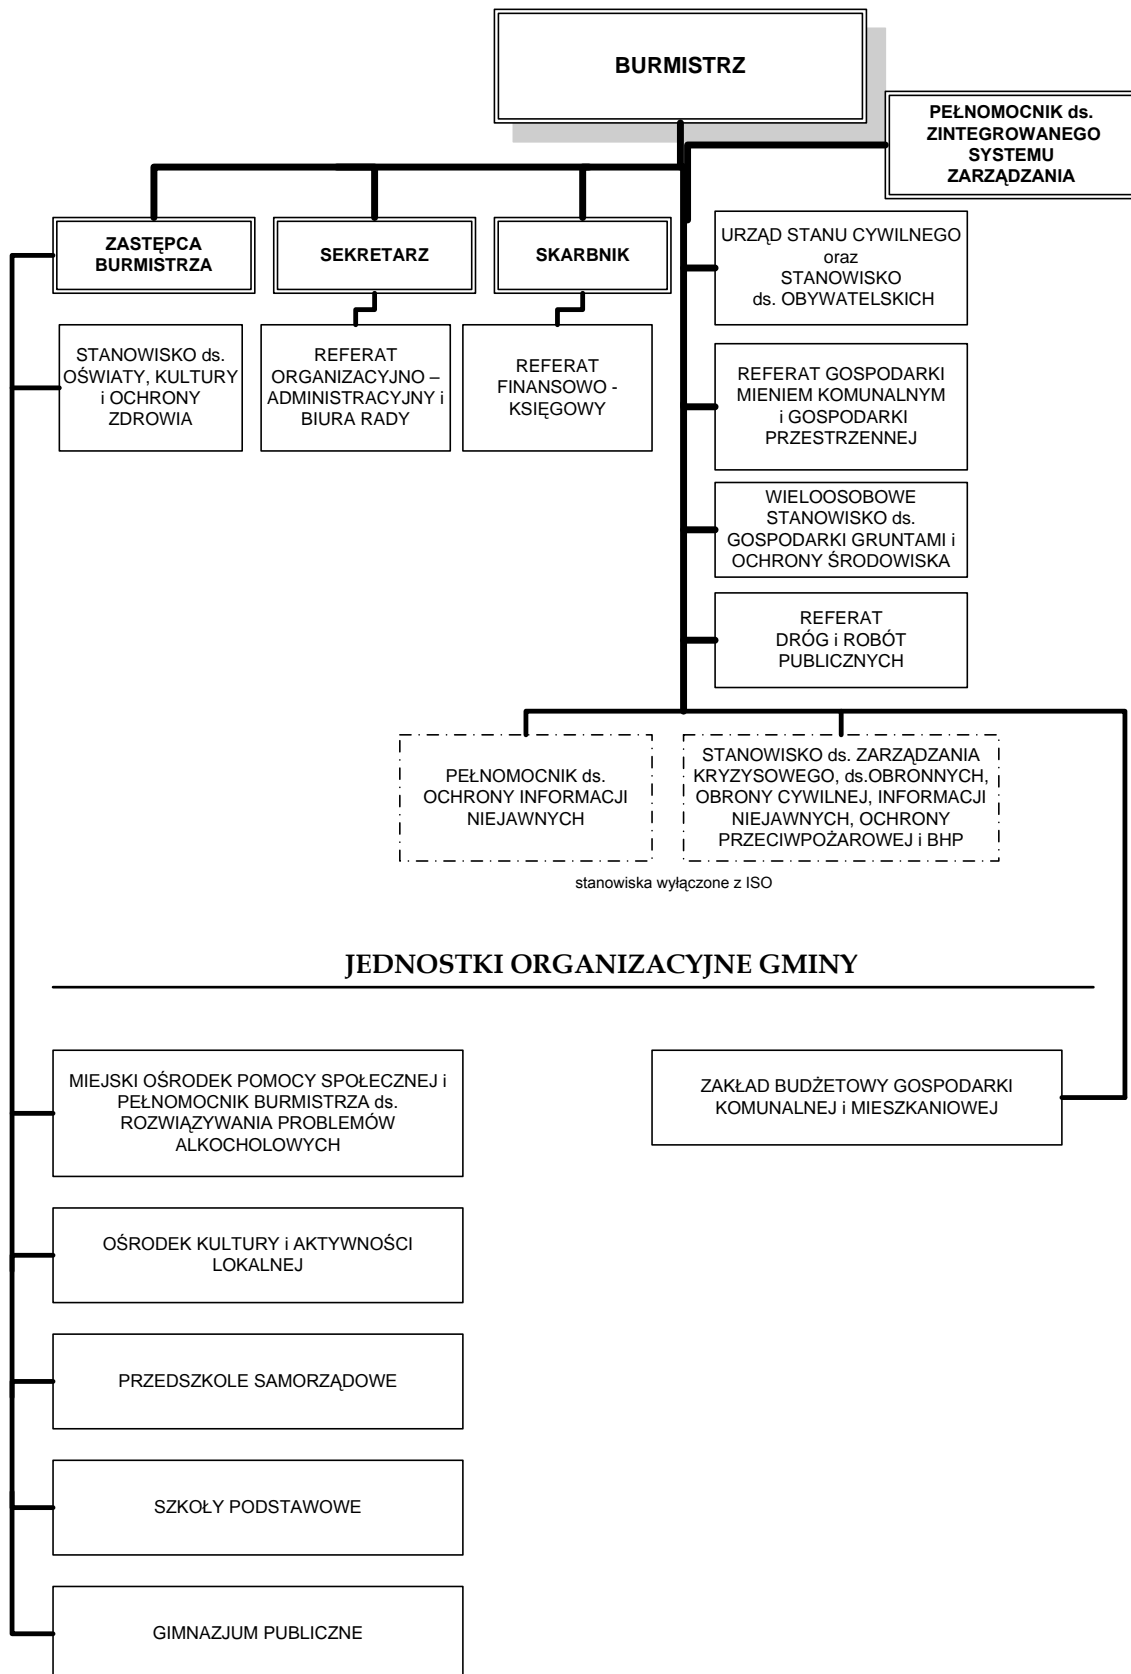 BURMISTRZ
PEŁNOMOCNIK ds.
ZINTEGROWANEGO
SYSTEMU
ZARZĄDZANIA
ZASTĘPCA
BURMISTRZA
SEKRETARZ
SKARBNIK
URZĄD STANU CYWILNEGO
oraz
STANOWISKO
ds. OBYWATELSKICH
STANOWISKO ds.
OŚWIATY, KULTURY
i OCHRONY
ZDROWIA
REFERAT
ORGANIZACYJNO –
ADMINISTRACYJNY i
BIURA RADY
REFERAT
FINANSOWO -
KSIĘGOWY
REFERAT GOSPODARKI
MIENIEM KOMUNALNYM
i GOSPODARKI
PRZESTRZENNEJ
WIELOOSOBOWE
STANOWISKO ds.
GOSPODARKI GRUNTAMI i
OCHRONY ŚRODOWISKA
REFERAT
DRÓG i ROBÓT
PUBLICZNYCH
PEŁNOMOCNIK ds.
OCHRONY INFORMACJI
NIEJAWNYCH
STANOWISKO ds. ZARZĄDZANIA
KRYZYSOWEGO, ds.OBRONNYCH,
OBRONY CYWILNEJ, INFORMACJI
NIEJAWNYCH, OCHRONY
PRZECIWPOŻAROWEJ i BHP
stanowiska wyłączone z ISO
JEDNOSTKI ORGANIZACYJNE GMINY
MIEJSKI OŚRODEK POMOCY SPOŁECZNEJ i
PEŁNOMOCNIK BURMISTRZA ds.
ROZWIĄZYWANIA PROBLEMÓW
ALKOCHOLOWYCH
ZAKŁAD BUDŻETOWY GOSPODARKI
KOMUNALNEJ i MIESZKANIOWEJ
OŚRODEK KULTURY i AKTYWNOŚCI
LOKALNEJ
PRZEDSZKOLE SAMORZĄDOWE
SZKOŁY PODSTAWOWE
GIMNAZJUM PUBLICZNE